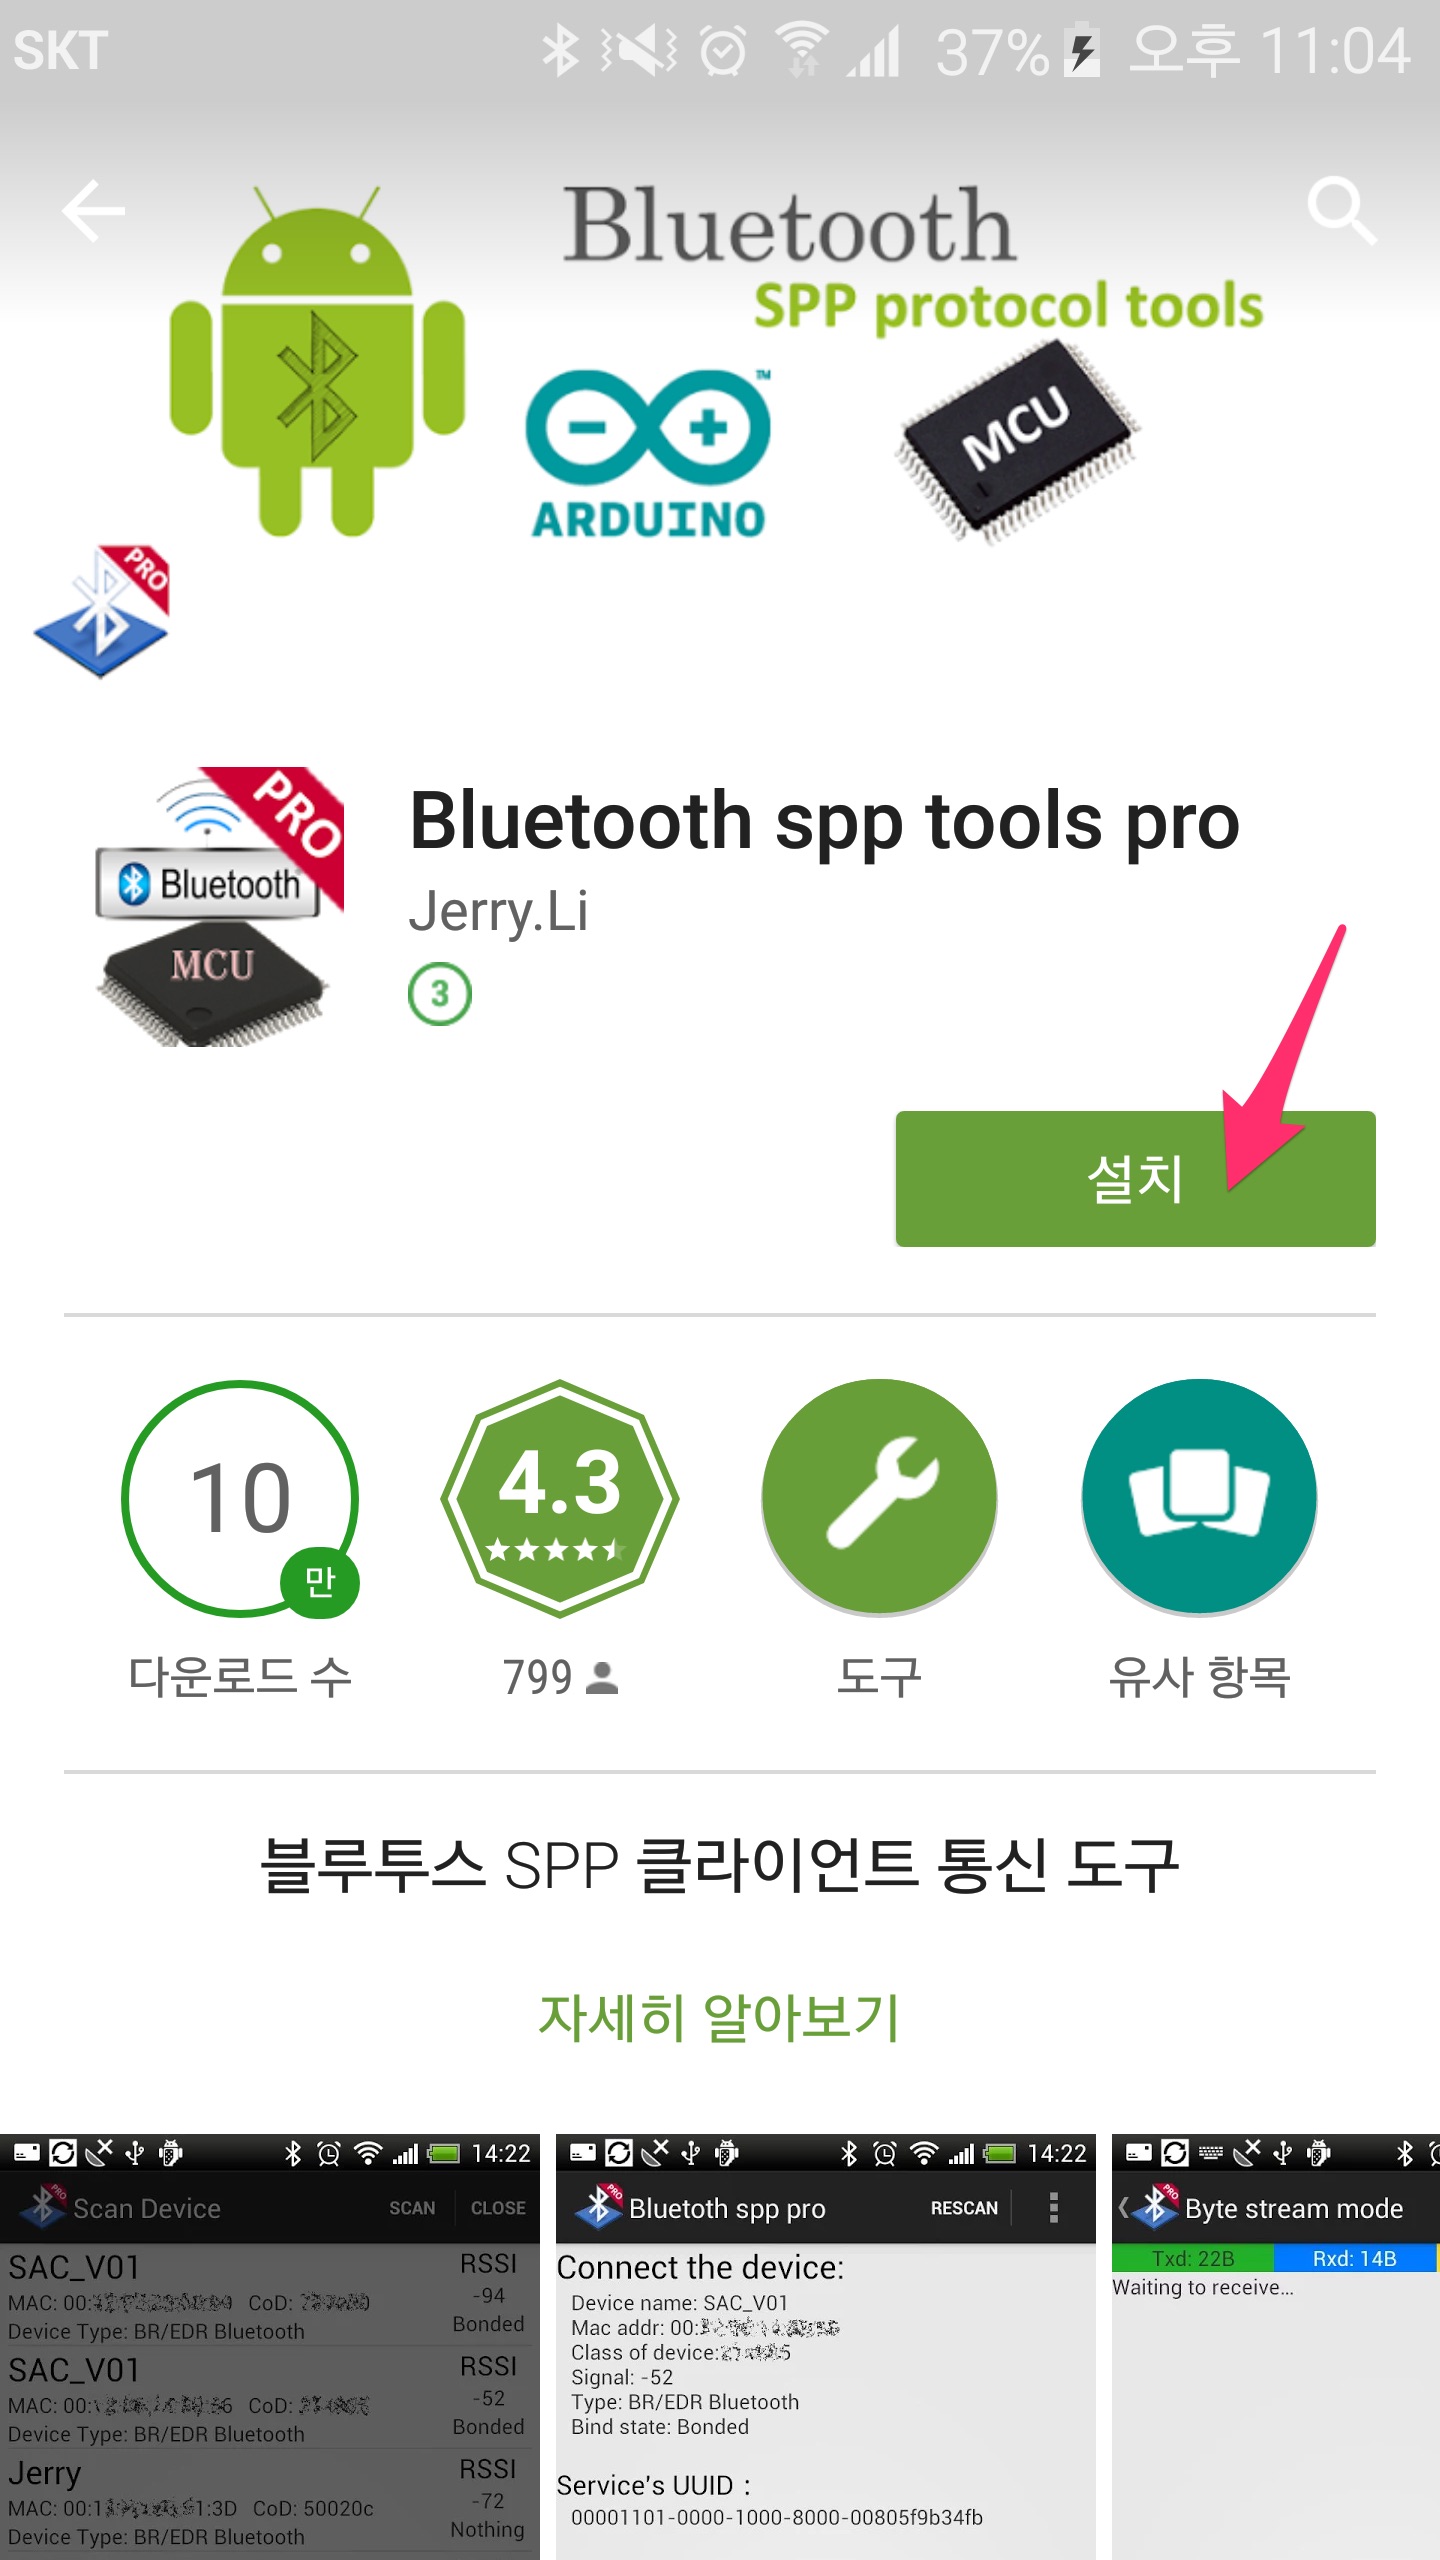 SKT 37% 오후 11:04
Bluetooth
SPP protocol tools
ARDUINO
TM
MCU
PRO
PRO
Bluetooth
MCU
Bluetooth spp tools pro
Jerry.Li
3
설치
10
만
4.3
다운로드 수
799
도구
유사 항목
블루투스 SPP 클라이언트 통신 도구
자세히 알아보기
14:22
Scan Device SCAN CLOSE
SAC_V01 RSSI
MAC: 00: CoD: -94
Device Type: BR/EDR Bluetooth Bonded
SAC_V01 RSSI
MAC: 00: CoD: -52
Device Type: BR/EDR Bluetooth Bonded
Jerry RSSI
MAC: 00:1 1:3D CoD: 50020c -72
Device Type: BR/EDR Bluetooth Nothing
14:22
Bluetoth spp pro RESCAN
Connect the device:
Device name: SAC_V01
Mac addr: 00:
Class of device:
Signal: -52
Type: BR/EDR Bluetooth
Bind state: Bonded
Service's UUID :
00001101-0000-1000-8000-00805f9b34fb
Byte stream mode
Txd: 22B Rxd: 14B
Waiting to receive...